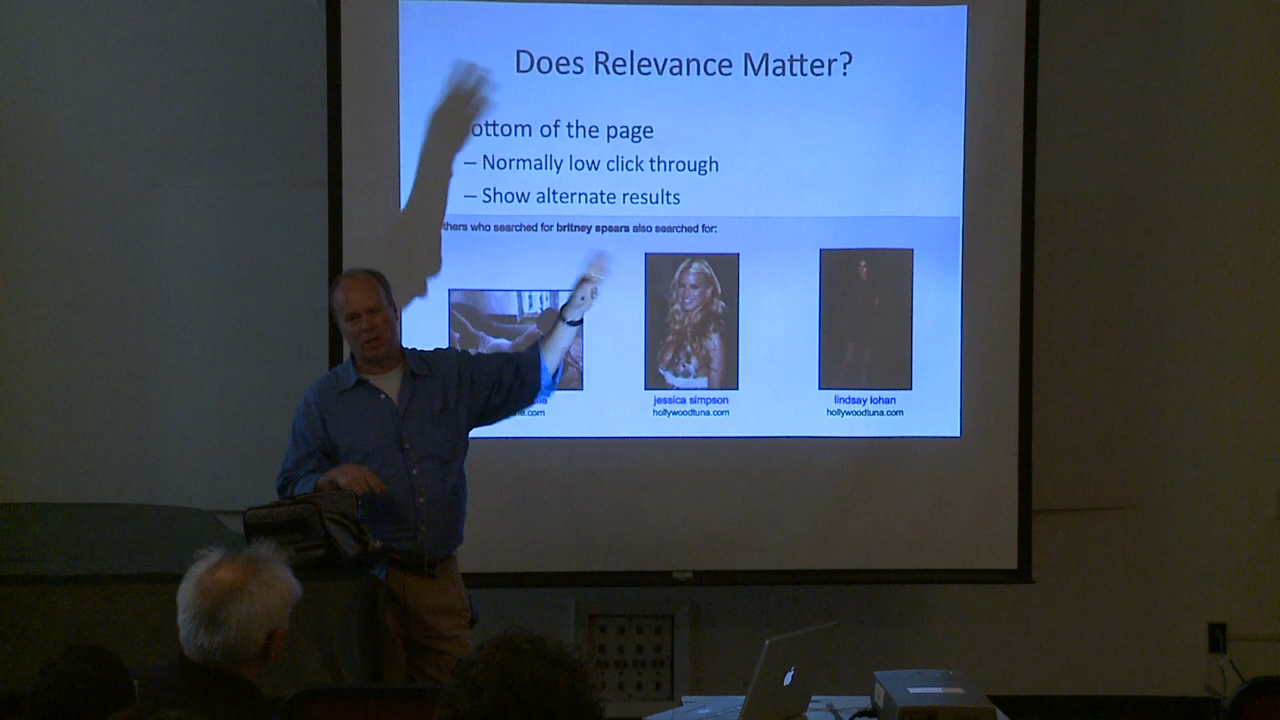 Does Relevance Matter?
ottom of the page
– Normally low click through
– Show alternate results
thers who searched for britney spears also searched for:
jessica simpson
lindsay lohan
.com
hollywoodtuna.com
hollywoodtuna.com